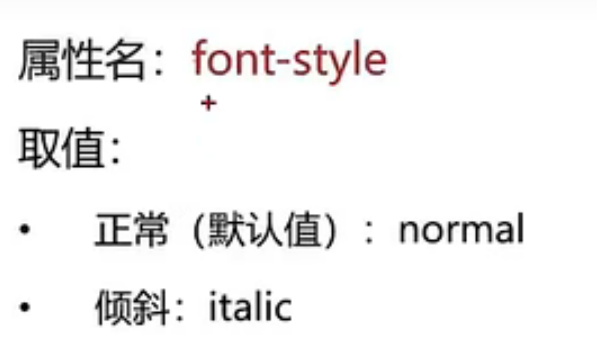 属性名：font-style
取值：
• 正常（默认值）：normal
• 倾斜：italic